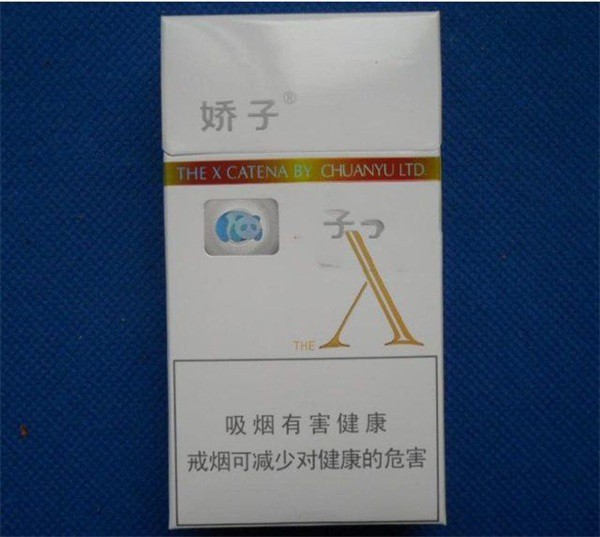 娇子®
THE X CATENA BY CHUANYU LTD.
子
THE
吸烟有害健康
戒烟可减少对健康的危害